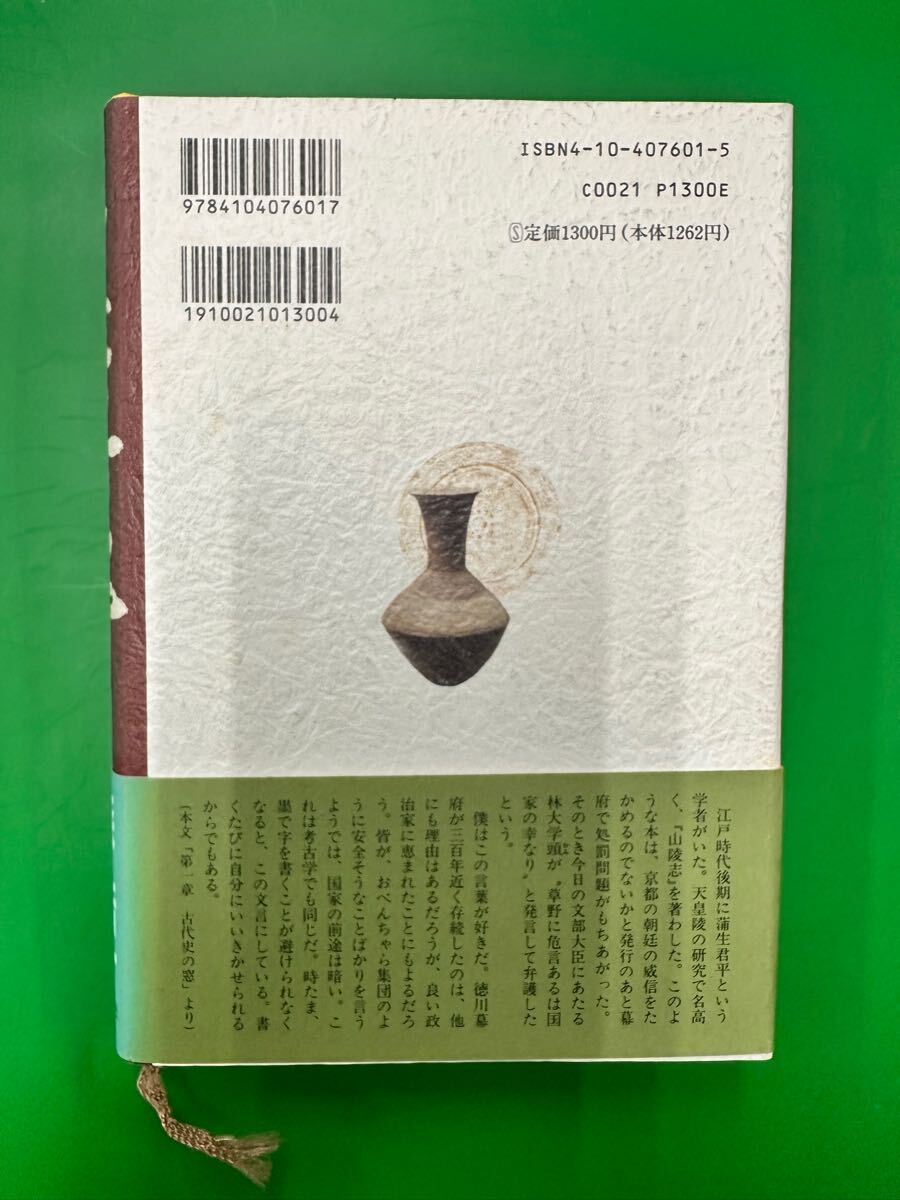 ISBN4-10-407601-5
C0021 P1300E
Ⓢ定価1300円(本体1262円)
9784104076017
1910021013004
江戸時代後期に蒲生君平という
学者がいた。天皇陵の研究で名高
く、『山陵志』を著わした。このよ
うな本は、京都の朝廷の威信をた
かめるのでないかと発行のあと幕
府で処罰問題がもちあがった。
そのとき今日の文部大臣にあたる
林大学頭が〝草野に危言あるは国
家の幸なり〟と発言して弁護した
という。
僕はこの言葉が好きだ。徳川幕
府が三百年近く存続したのは、他
にも理由はあるだろうが、良い政
治家に恵まれたことにもよるだろ
う。皆が、おべんちゃら集団のよ
うに安全そうなことばかりを言う
ようでは、国家の前途は暗い。こ
れは考古学でも同じだ。時たま、
墨で字を書くことが避けられなく
なると、この文言にしている。書
くたびに自分にいいきかせられる
からでもある。
(本文「第一章 古代史の窓」より)